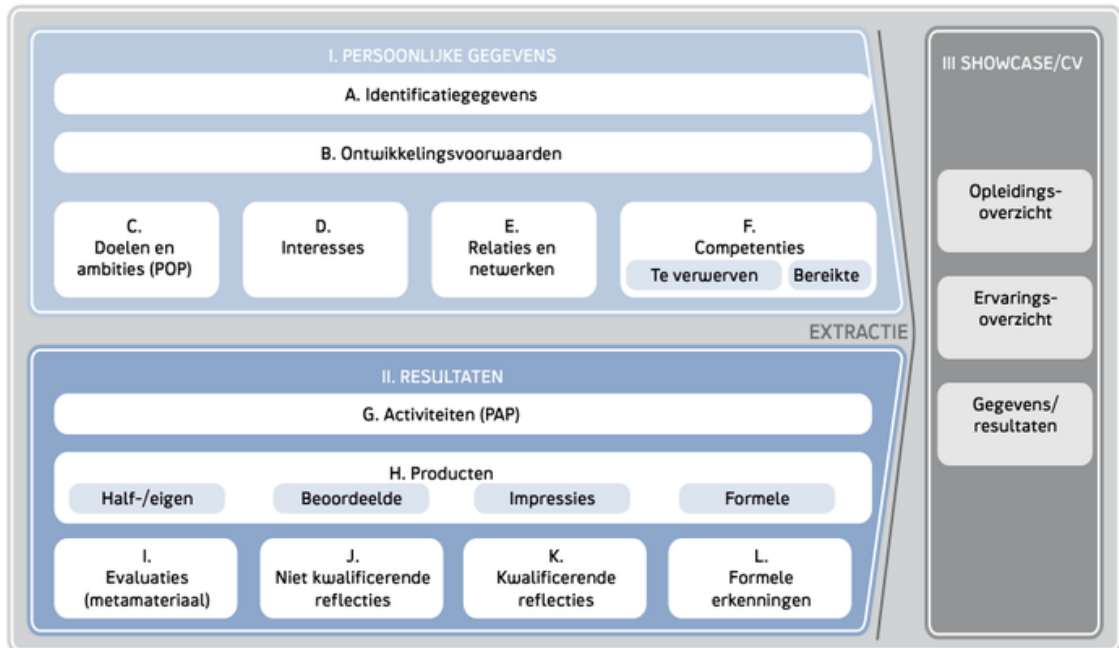 I. PERSOONLIJKE GEGEVENS
A. Identificatiegegevens
B. Ontwikkelingsvoorwaarden
C.
Doelen en
ambities (POP)
D.
Interesses
E.
Relaties en
netwerken
F.
Competenties
Te verwerven
Bereikte
EXTRACTIE
II. RESULTATEN
G. Activiteiten (PAP)
H. Producten
Half-/eigen
Beoordeelde
Impressies
Formele
I.
Evaluaties
(metamateriaal)
J.
Niet kwalificerende
reflecties
K.
Kwalificerende
reflecties
L.
Formele
erkenningen
III SHOWCASE/CV
Opleidings-
overzicht
Ervarings-
overzicht
Gegevens/
resultaten